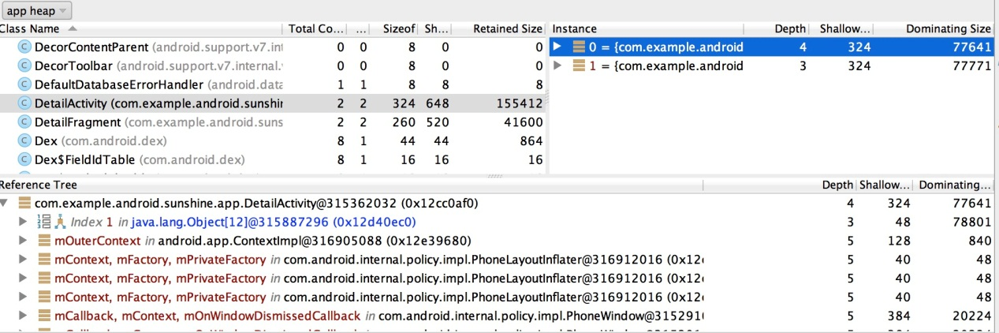 app heap
Class Name Total Co... ... Sizeof Sh... Retained Size
DecorContentParent (android.support.v7.int 0 0 8 0 0
DecorToolbar (android.support.v7.internal. 0 0 8 0 0
DefaultDatabaseErrorHandler (android.data 1 1 8 8 8
DetailActivity (com.example.android.sunshin 2 2 324 648 155412
DetailFragment (com.example.android.suns 2 2 260 520 41600
Dex (com.android.dex) 8 1 44 44 864
Dex$FieldIdTable (com.android.dex) 8 1 16 16 16
Instance Depth Shallow... Dominating Size
0 = {com.example.android 4 324 77641
1 = {com.example.android 3 324 77771
Reference Tree Depth Shallow... Dominating...
com.example.android.sunshine.app.DetailActivity@315362032 (0x12cc0af0) 4 324 77641
Index 1 in java.lang.Object[12]@315887296 (0x12d40ec0) 3 48 78801
mOuterContext in android.app.ContextImpl@316905088 (0x12e39680) 5 128 840
mContext, mFactory, mPrivateFactory in com.android.internal.policy.impl.PhoneLayoutInflater@316912016 (0x12e 5 40 48
mContext, mFactory, mPrivateFactory in com.android.internal.policy.impl.PhoneLayoutInflater@316912016 (0x12e 5 40 48
mContext, mFactory, mPrivateFactory in com.android.internal.policy.impl.PhoneLayoutInflater@316912016 (0x12e 5 40 48
mCallback, mContext, mOnWindowDismissedCallback in com.android.internal.policy.impl.PhoneWindow@3152910 5 384 20224